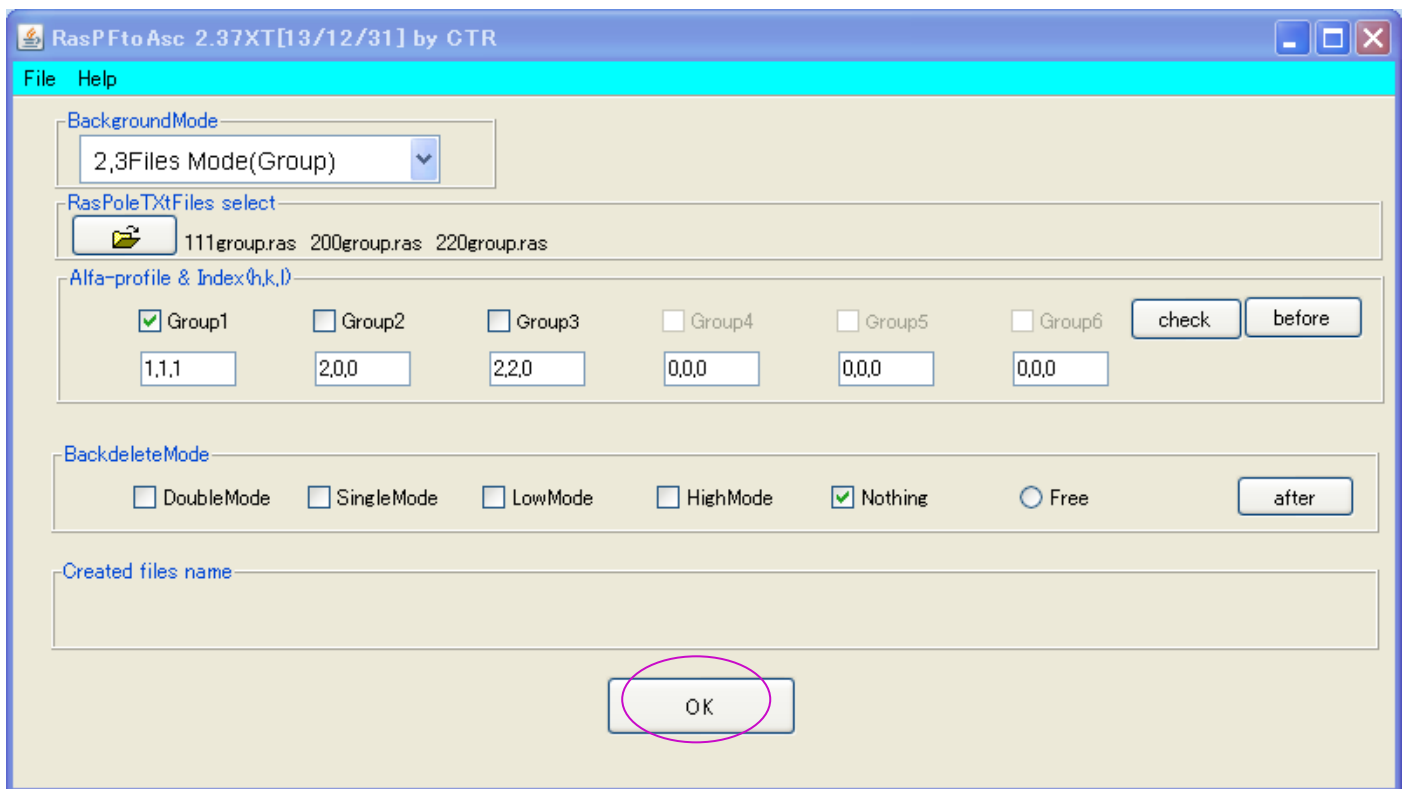 RasPFtoAsc 2.37XT[13/12/31] by CTR
File Help
BackgroundMode
2,3Files Mode(Group)
RasPoleTXtFiles select
111group.ras 200group.ras 220group.ras
Alfa-profile & Index(h,k,l)
Group1 Group2 Group3 Group4 Group5 Group6 check before
1,1,1 2,0,0 2,2,0 0,0,0 0,0,0 0,0,0
BackdeleteMode
DoubleMode SingleMode LowMode HighMode Nothing Free after
Created files name
OK